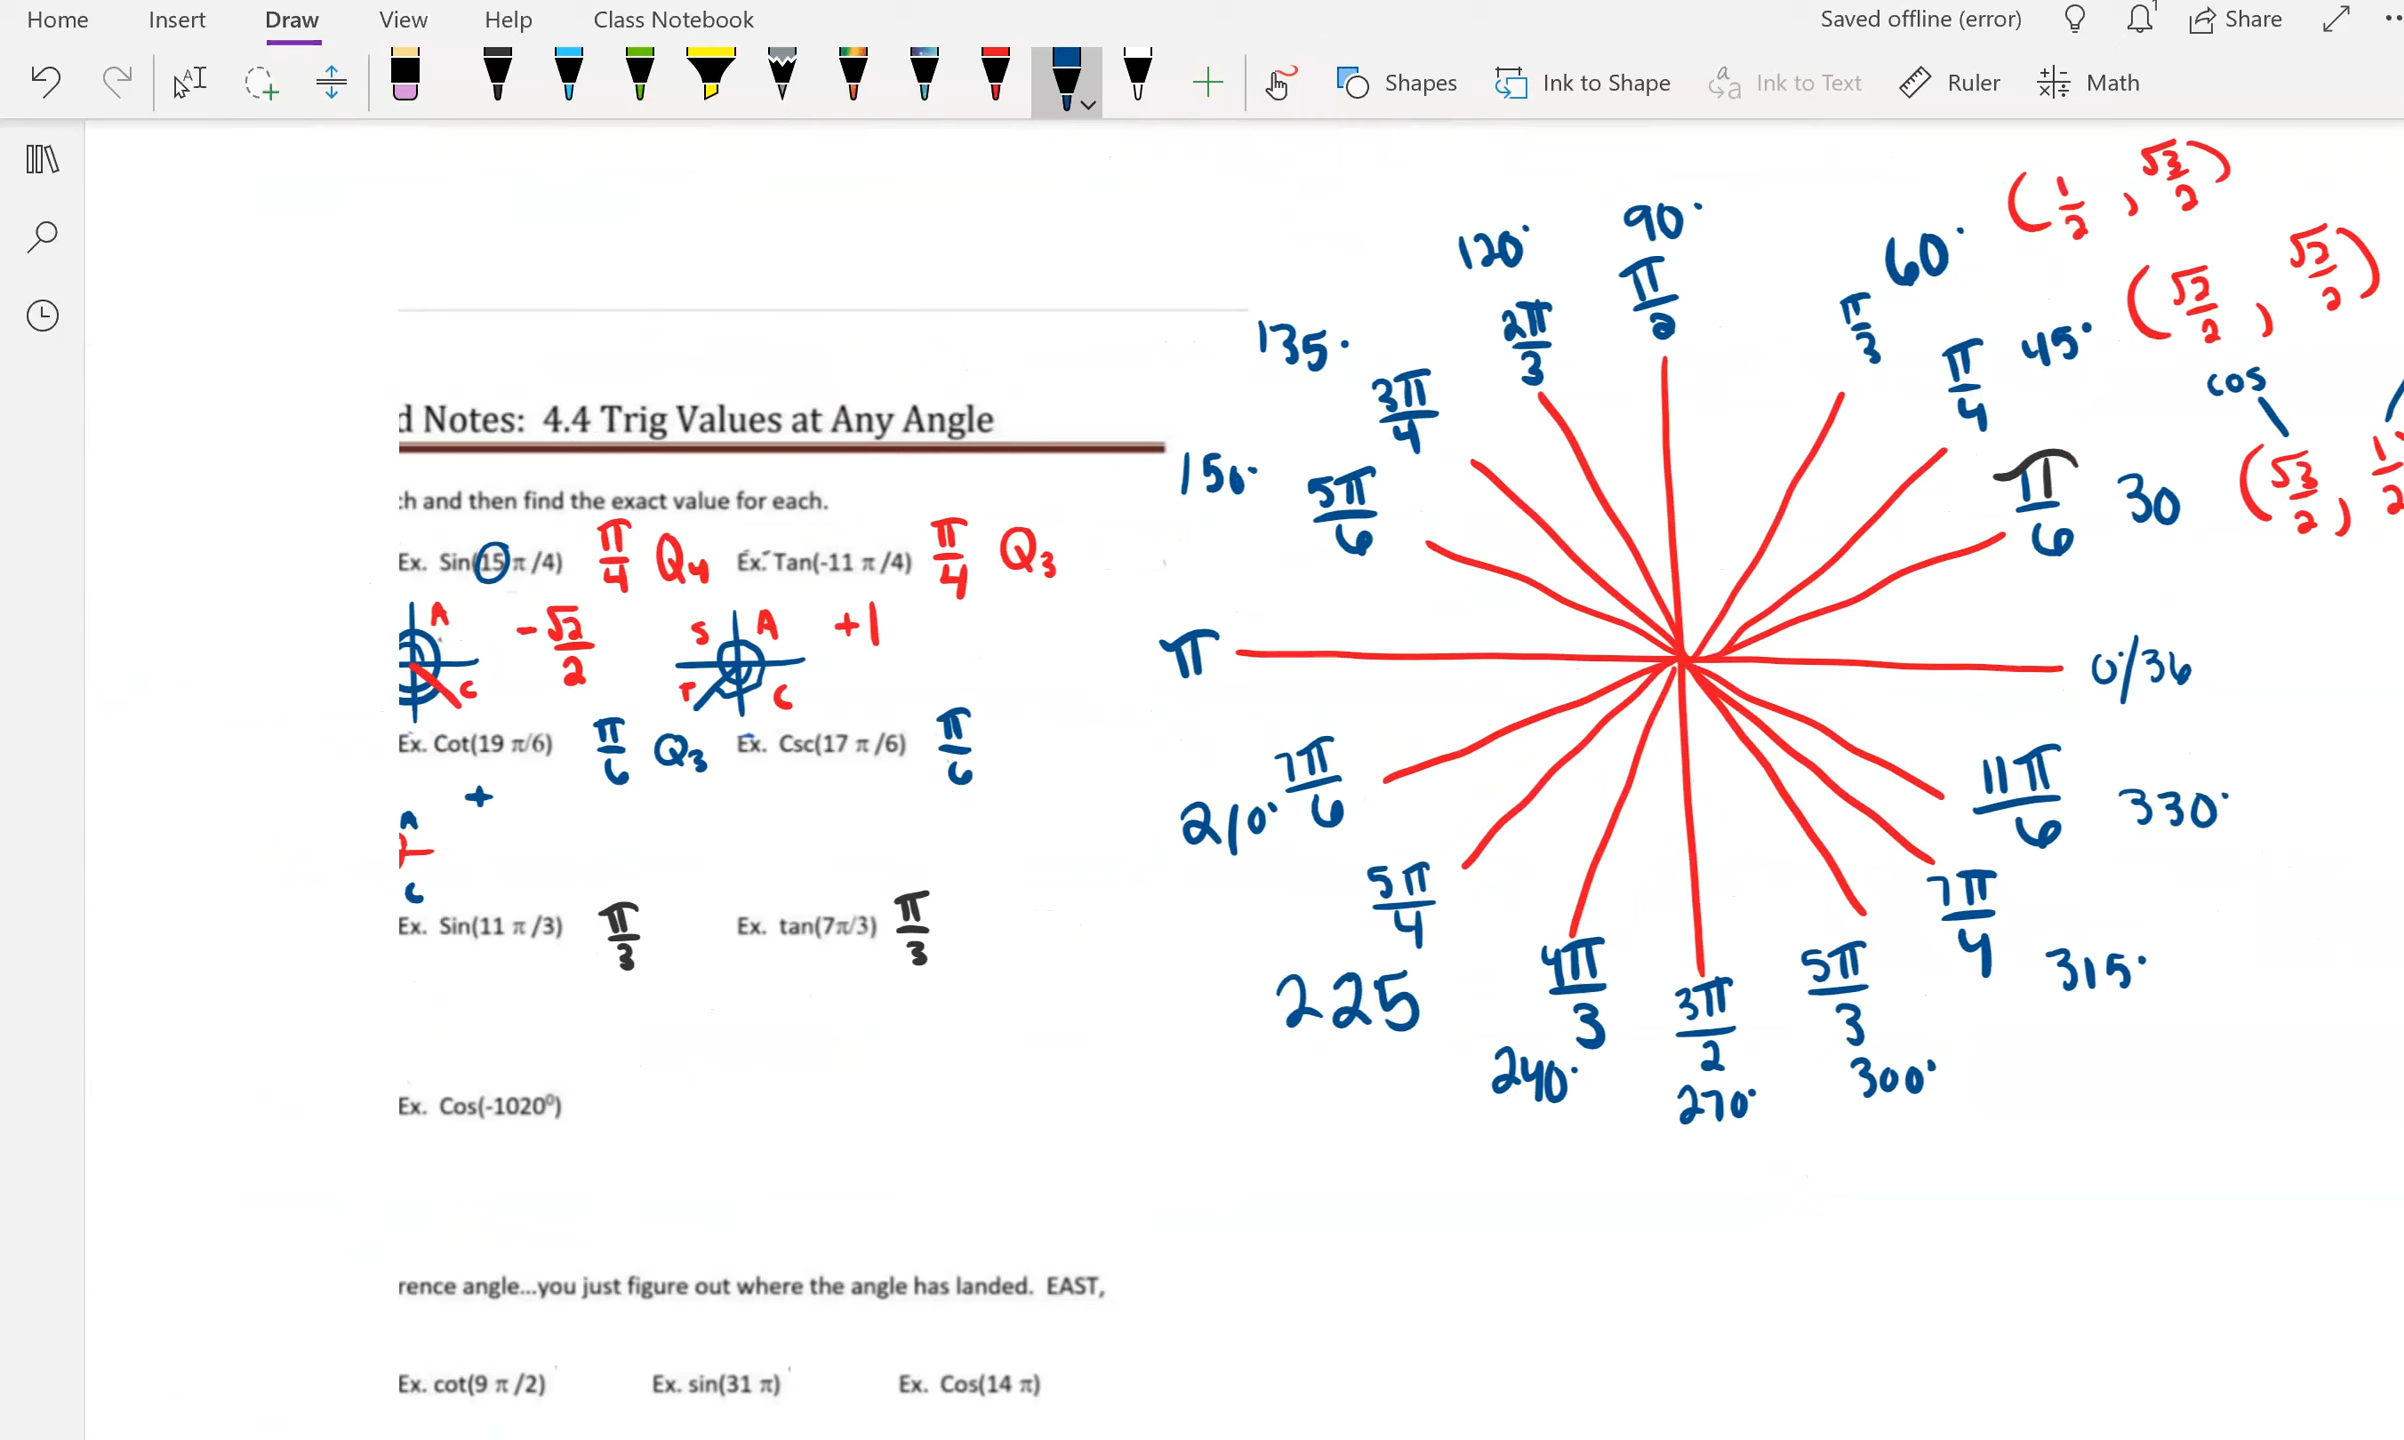 Home Insert Draw View Help Class Notebook Saved offline (error) Share
Shapes Ink to Shape Ink to Text Ruler Math
d Notes: 4.4 Trig Values at Any Angle
:h and then find the exact value for each.
Ex. Sin(15 π /4) π/4 Q4 Ex. Tan(-11 π /4) π/4 Q3
A -√2/2 S A +1
C T C
Ex. Cot(19 π/6) π/6 Q3 Ex. Csc(17 π /6) π/6
+
A
T
C
Ex. Sin(11 π /3) π/3 Ex. tan(7π/3) π/3
Ex. Cos(-1020⁰)
rence angle...you just figure out where the angle has landed. EAST,
Ex. cot(9 π /2) Ex. sin(31 π) Ex. Cos(14 π)
90°
π/2
120°
2π/3
135°
3π/4
150°
5π/6
π
7π/6
210°
5π/4
225
4π/3
240°
3π/2
270°
5π/3
300°
7π/4
315°
11π/6 330°
0°/36
π/6 30 (√3/2, 1/2
cos
π/4 45° (√2/2, √2/2)
π/3 60° (1/2, √3/2)